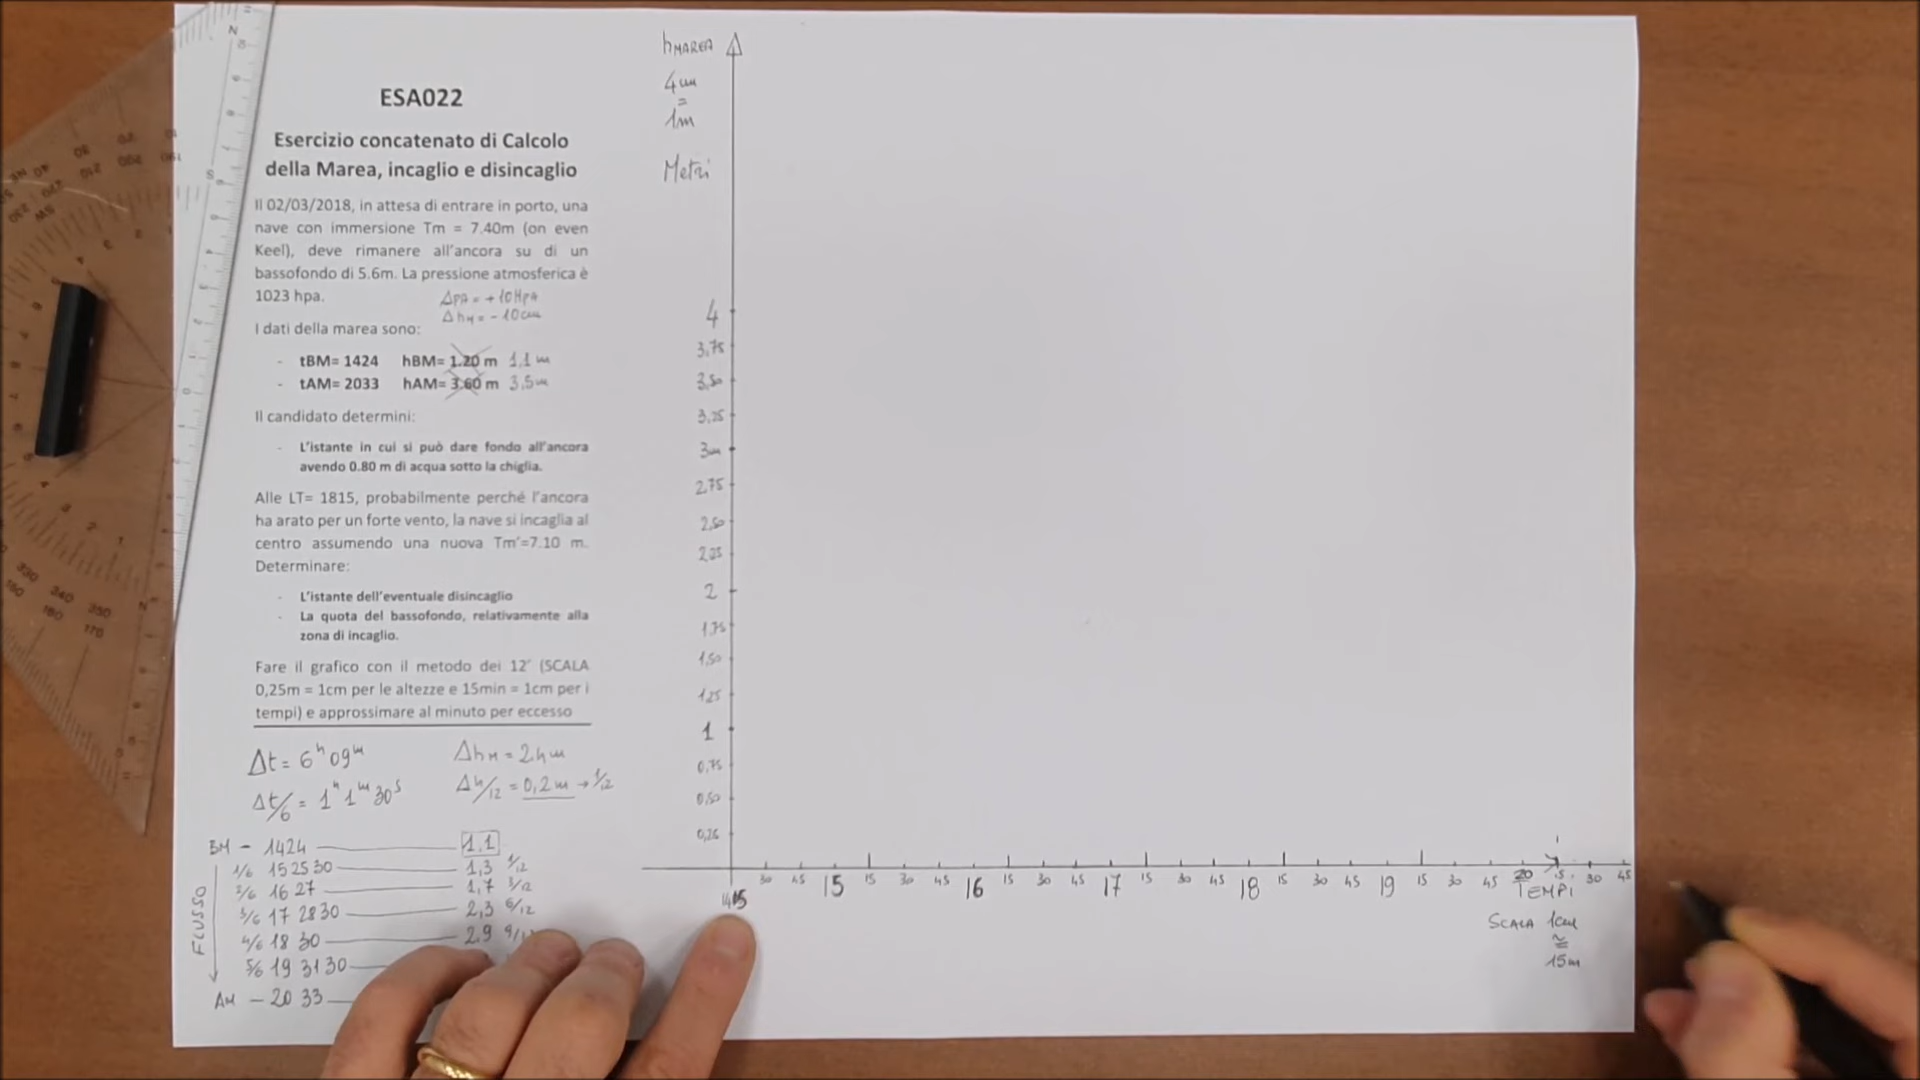 ESA022
Esercizio concatenato di Calcolo
della Marea, incaglio e disincaglio
Il 02/03/2018, in attesa di entrare in porto, una
nave con immersione Tm = 7.40m (on even
Keel), deve rimanere all'ancora su di un
bassofondo di 5.6m. La pressione atmosferica è
1023 hpa.
ΔPA = +10HPA
ΔhM = -10cm
I dati della marea sono:
- tBM= 1424 hBM= 1.20 m 1,1 m
- tAM= 2033 hAM= 3.60 m 3,5m
Il candidato determini:
- L'istante in cui si può dare fondo all'ancora
avendo 0.80 m di acqua sotto la chiglia.
Alle LT= 1815, probabilmente perché l'ancora
ha arato per un forte vento, la nave si incaglia al
centro assumendo una nuova Tm'=7.10 m.
Determinare:
- L'istante dell'eventuale disincaglio
- La quota del bassofondo, relativamente alla
zona di incaglio.
Fare il grafico con il metodo dei 12' (SCALA
0,25m = 1cm per le altezze e 15min = 1cm per i
tempi) e approssimare al minuto per eccesso
Δt = 6h 09m ΔhM = 2.4m
Δt/6 = 1h 1m 30s Δh/12 = 0,2m → 1/12
BM - 1424 1.1
1/6 15 25 30 1,3 1/12
2/6 16 27 1,7 3/12
3/6 17 28 30 2,3 6/12
4/6 18 30 2,9 9/12
5/6 19 31 30
AM - 20 33
FLUSSO
hMAREA
4cm
=
1m
Metri
4
3,75
3,50
3,25
3m
2,75
2,50
2,25
2
1,75
1,50
1,25
1
0,75
0,50
0,25
30 45 15 15 30 45 16 15 30 45 17 15 30 45 18 15 30 45 19 15 30 45 20 15 30 45
TEMPI
SCALA 1cm
≅
15m